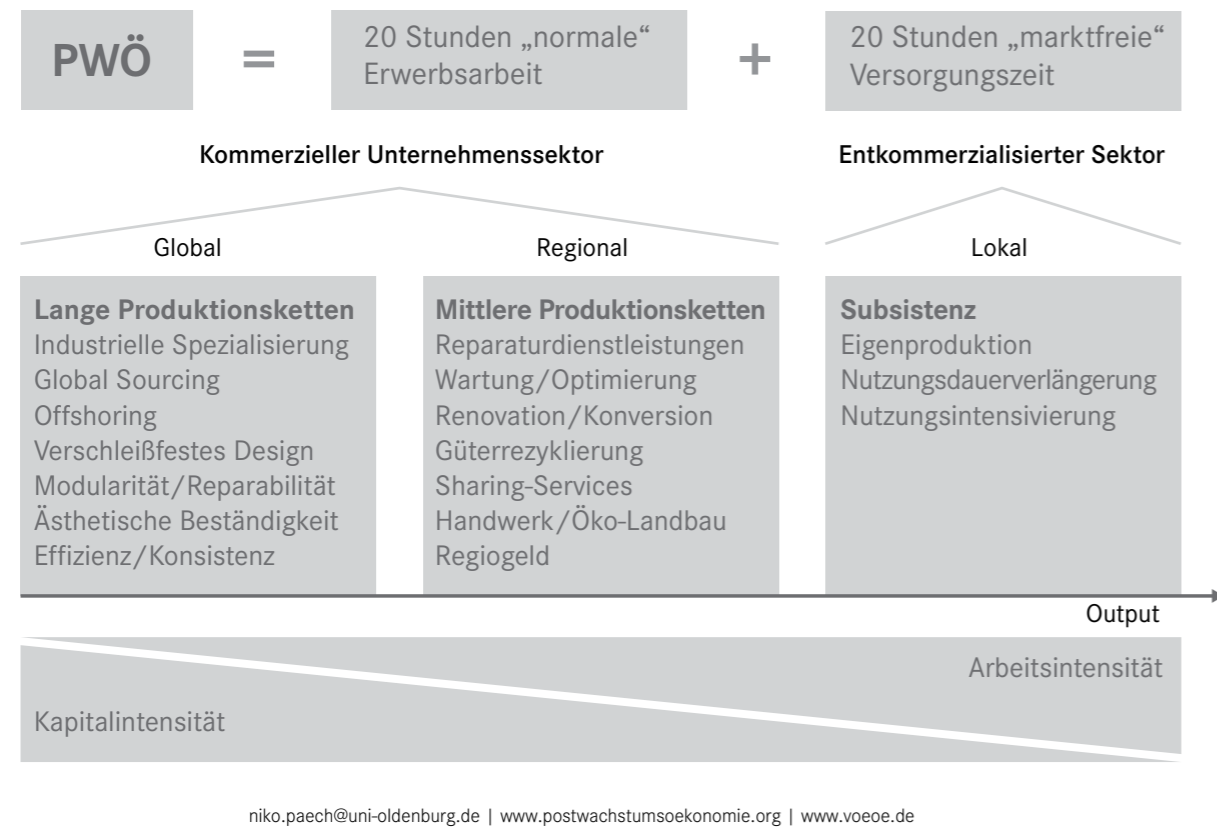 PWÖ
=
20 Stunden „normale“
Erwerbsarbeit
+
20 Stunden „marktfreie“
Versorgungszeit
Kommerzieller Unternehmenssektor
Entkommerzialisierter Sektor
Global
Regional
Lokal
Lange Produktionsketten
Industrielle Spezialisierung
Global Sourcing
Offshoring
Verschleißfestes Design
Modularität/Reparabilität
Ästhetische Beständigkeit
Effizienz/Konsistenz
Mittlere Produktionsketten
Reparaturdienstleistungen
Wartung/Optimierung
Renovation/Konversion
Güterrezyklierung
Sharing-Services
Handwerk/Öko-Landbau
Regiogeld
Subsistenz
Eigenproduktion
Nutzungsdauerverlängerung
Nutzungsintensivierung
Output
Arbeitsintensität
Kapitalintensität
niko.paech@uni-oldenburg.de | www.postwachstumsoekonomie.org | www.voeoe.de